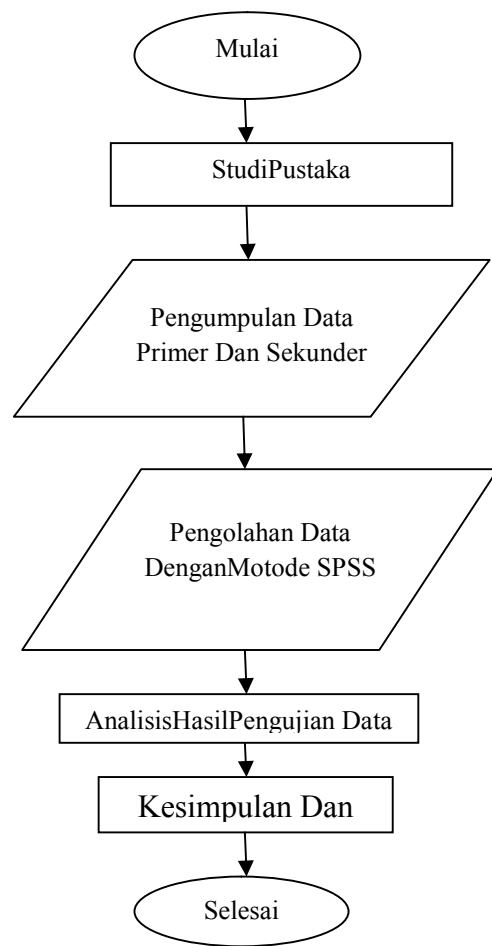 Mulai
StudiPustaka
Pengumpulan Data
Primer Dan Sekunder
Pengolahan Data
DenganMotode SPSS
AnalisisHasilPengujian Data
Kesimpulan Dan
Selesai